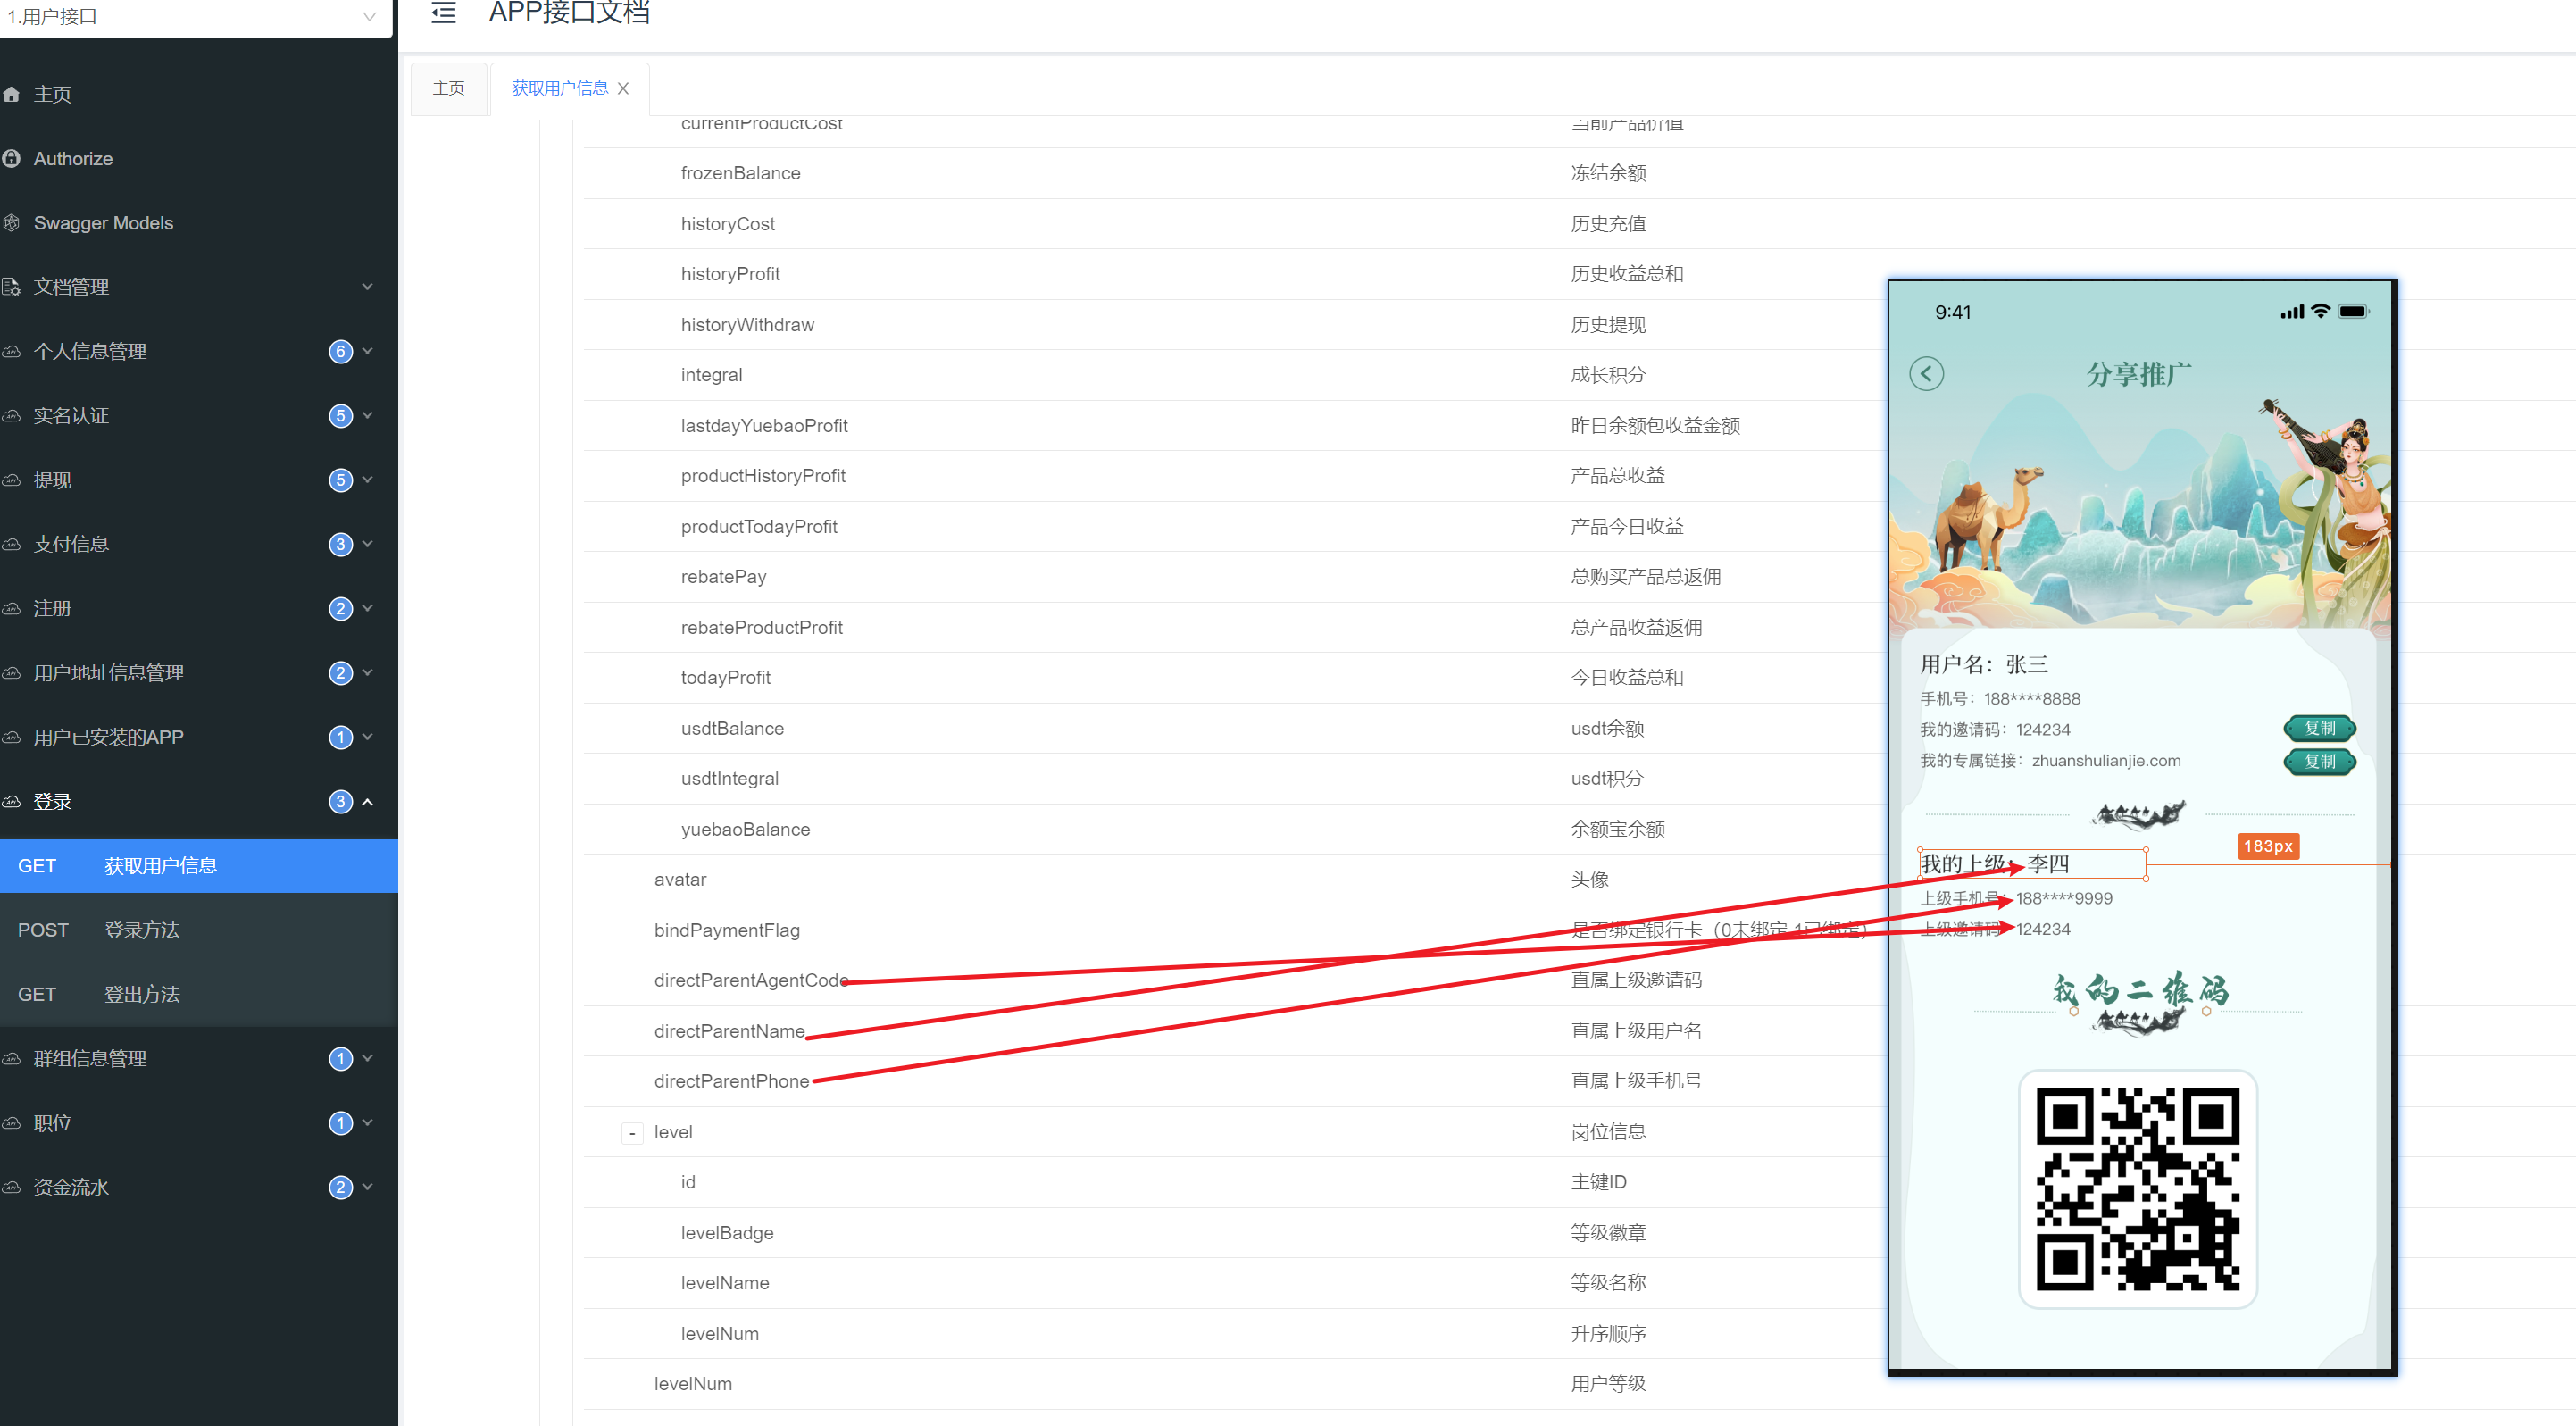 1.用户接口
APP接口文档
主页
获取用户信息
主页
Authorize
Swagger Models
文档管理
个人信息管理
6
实名认证
5
提现
5
支付信息
3
注册
2
用户地址信息管理
2
用户已安装的APP
1
登录
3
GET 获取用户信息
POST 登录方法
GET 登出方法
群组信息管理
1
职位
1
资金流水
2
currentProductCost 当前产品价值
frozenBalance 冻结余额
historyCost 历史充值
historyProfit 历史收益总和
historyWithdraw 历史提现
integral 成长积分
lastdayYuebaoProfit 昨日余额包收益金额
productHistoryProfit 产品总收益
productTodayProfit 产品今日收益
rebatePay 总购买产品总返佣
rebateProductProfit 总产品收益返佣
todayProfit 今日收益总和
usdtBalance usdt余额
usdtIntegral usdt积分
yuebaoBalance 余额宝余额
avatar 头像
bindPaymentFlag 是否绑定银行卡（0未绑定 1已绑定）
directParentAgentCode 直属上级邀请码
directParentName 直属上级用户名
directParentPhone 直属上级手机号
- level 岗位信息
id 主键ID
levelBadge 等级徽章
levelName 等级名称
levelNum 升序顺序
levelNum 用户等级
9:41
分享推广
用户名：张三
手机号：188****8888
我的邀请码：124234
复制
我的专属链接：zhuanshulianjie.com
复制
183px
我的上级：李四
上级手机号：188****9999
上级邀请码：124234
我的二维码